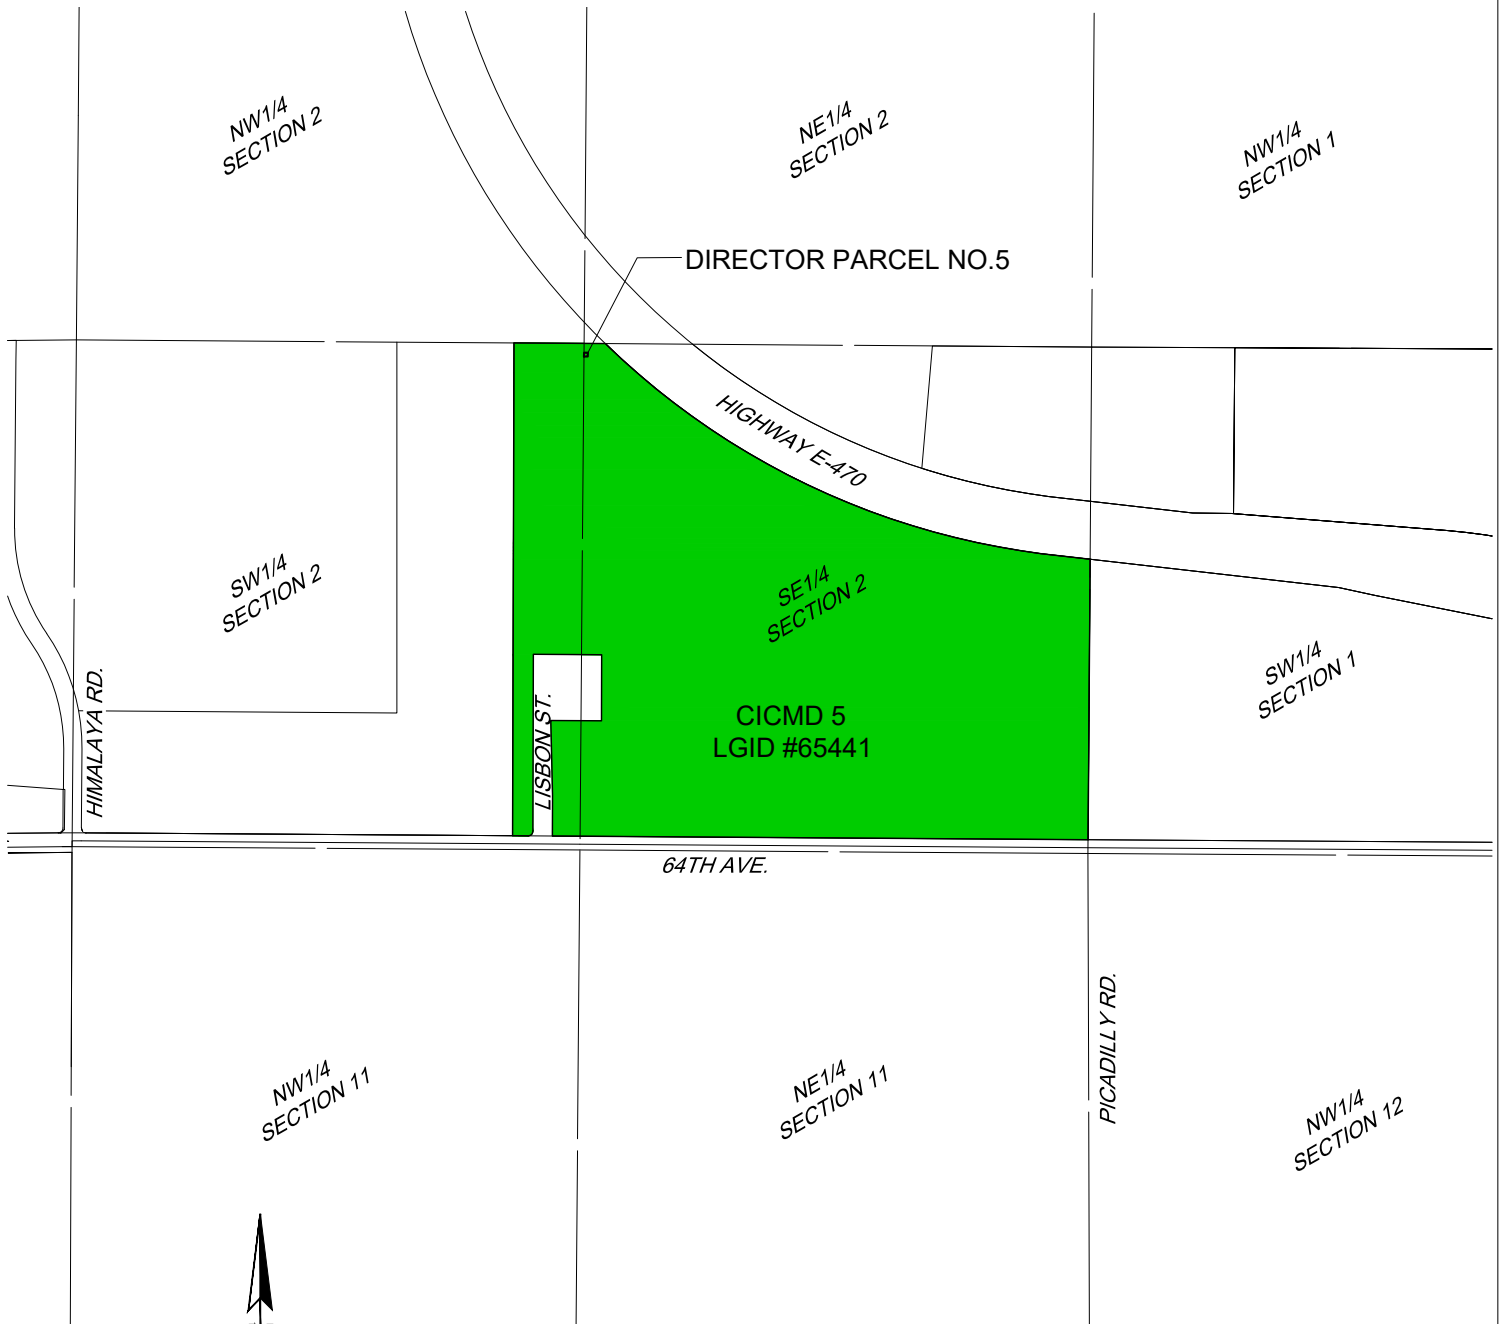 NW1/4
SECTION 2
NE1/4
SECTION 2
NW1/4
SECTION 1
DIRECTOR PARCEL NO.5
HIGHWAY E-470
SW1/4
SECTION 2
SE1/4
SECTION 2
SW1/4
SECTION 1
HIMALAYA RD.
LISBON ST.
CICMD 5
LGID #65441
64TH AVE.
PICADILLY RD.
NW1/4
SECTION 11
NE1/4
SECTION 11
NW1/4
SECTION 12